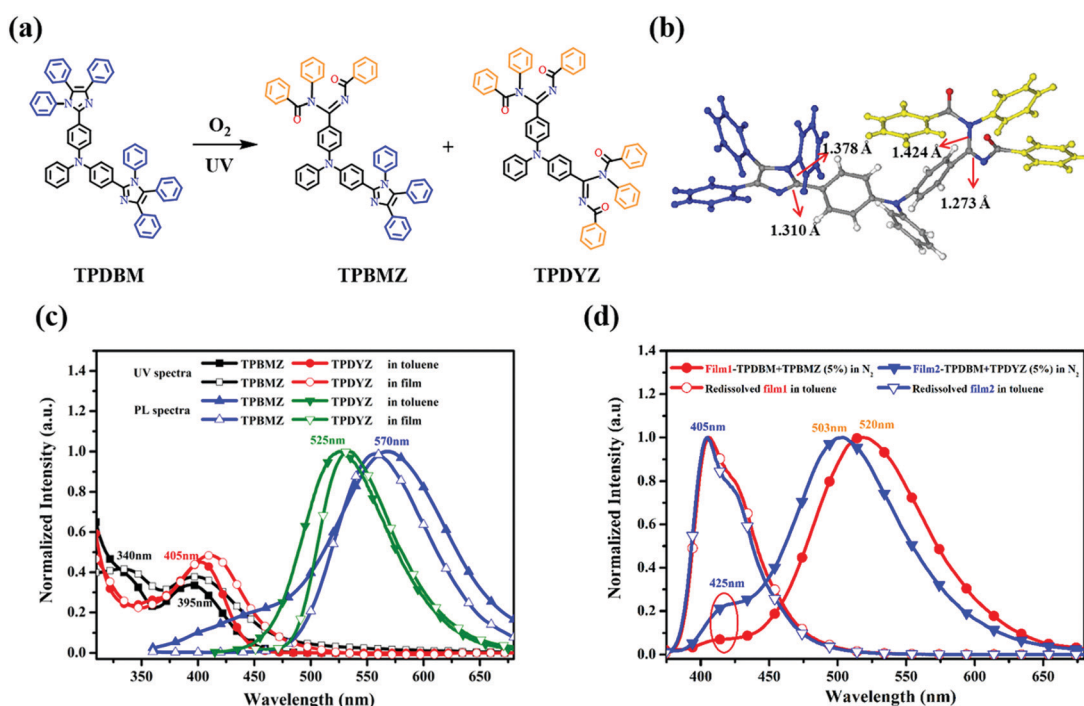 (a)
O₂
UV
+
N
N
N
N
N
O
N
O
N
N
N
N
O
N
O
N
N
N
O
N
O
TPDBM
TPBMZ
TPDYZ
(b)
1.378 Å
1.424 Å
1.310 Å
1.273 Å
(c)
UV spectra
TPBMZ TPDYZ in toluene
TPBMZ TPDYZ in film
PL spectra
TPBMZ TPDYZ in toluene
TPBMZ TPDYZ in film
525nm
570nm
340nm
405nm
395nm
Normalized Intensity (a.u.)
1.4
1.2
1.0
0.8
0.6
0.4
0.2
0.0
350 400 450 500 550 600 650
Wavelength (nm)
(d)
Film1-TPDBM+TPBMZ (5%) in N₂ Film2-TPDBM+TPDYZ (5%) in N₂
Redissolved film1 in toluene Redissolved film2 in toluene
405nm
503nm
520nm
425nm
Normalized Intensity (a.u)
1.4
1.2
1.0
0.8
0.6
0.4
0.2
0.0
400 450 500 550 600 650
Wavelength (nm)